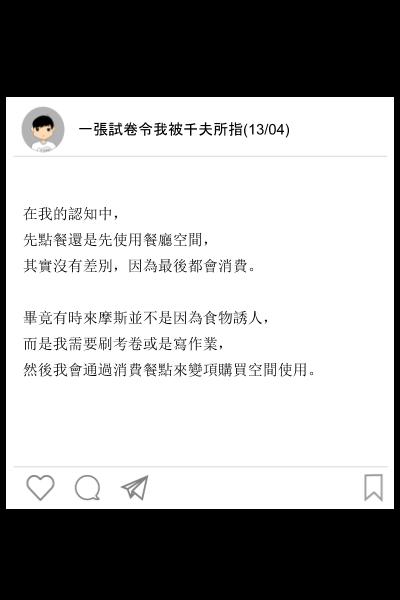 一張試卷令我被千夫所指(13/04)
在我的認知中，
先點餐還是先使用餐廳空間，
其實沒有差別，因為最後都會消費。
畢竟有時來摩斯並不是因為食物誘人，
而是我需要刷考卷或是寫作業，
然後我會通過消費餐點來變項購買空間使用。